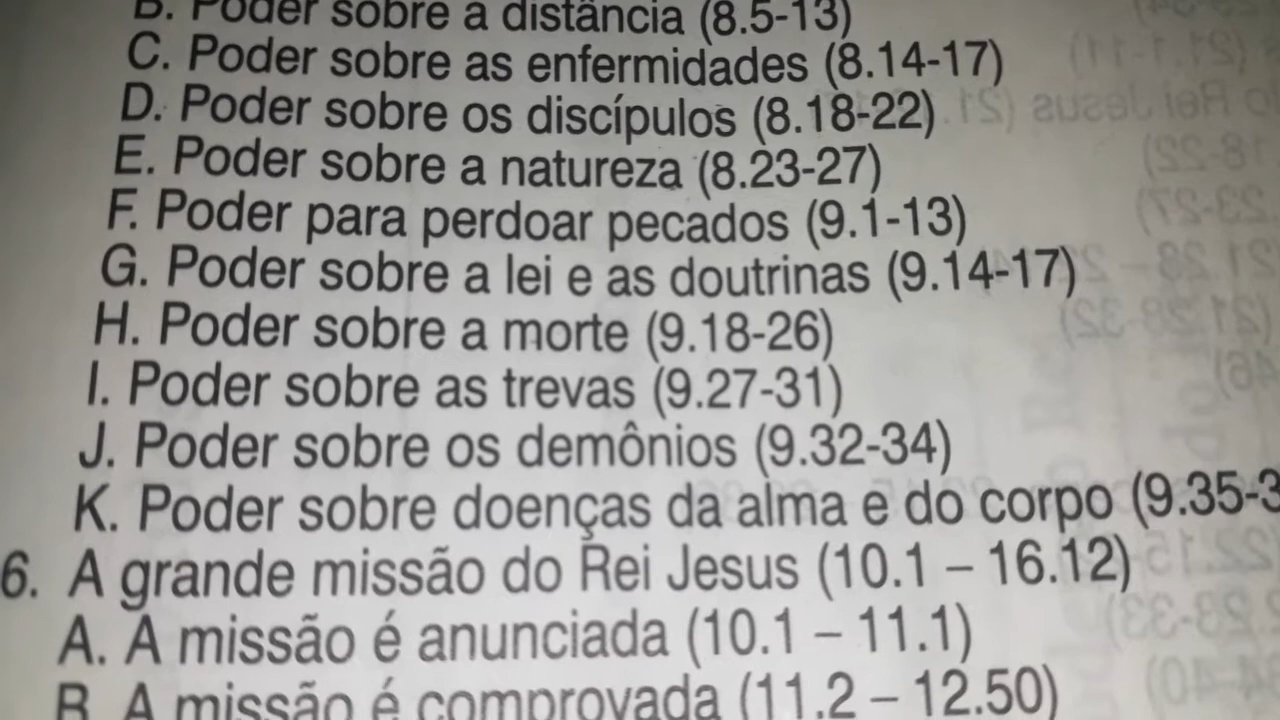 B. Poder sobre a distância (8.5-13)
C. Poder sobre as enfermidades (8.14-17)
D. Poder sobre os discípulos (8.18-22)
E. Poder sobre a natureza (8.23-27)
F. Poder para perdoar pecados (9.1-13)
G. Poder sobre a lei e as doutrinas (9.14-17)
H. Poder sobre a morte (9.18-26)
I. Poder sobre as trevas (9.27-31)
J. Poder sobre os demônios (9.32-34)
K. Poder sobre doenças da alma e do corpo (9.35-3
6. A grande missão do Rei Jesus (10.1 – 16.12)
A. A missão é anunciada (10.1 – 11.1)
B. A missão é comprovada (11.2 – 12.50)